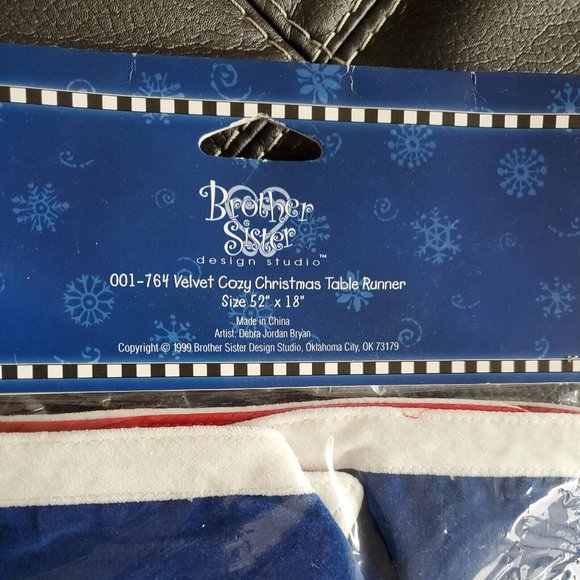 Brother
Sister
design studio™
001-764 Velvet Cozy Christmas Table Runner
Size 52" x 18"
Made in China
Artist: Debra Jordan Bryan
Copyright © 1999 Brother Sister Design Studio, Oklahoma City, OK 73179